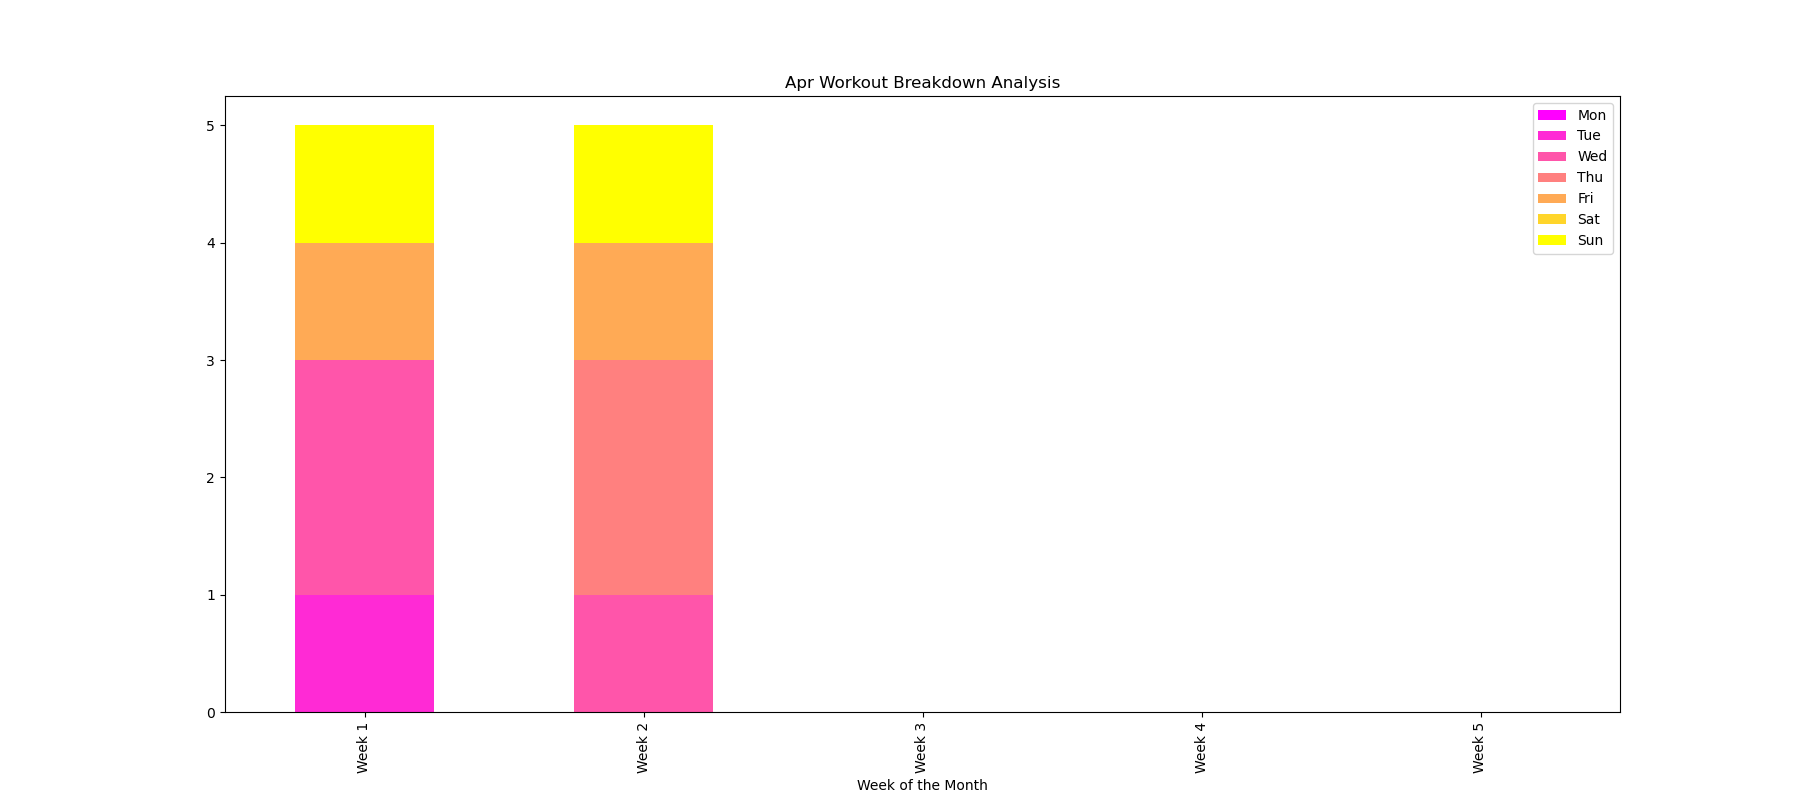 Apr Workout Breakdown Analysis
5
4
3
2
1
0
Mon
Tue
Wed
Thu
Fri
Sat
Sun
Week 1
Week 2
Week 3
Week 4
Week 5
Week of the Month